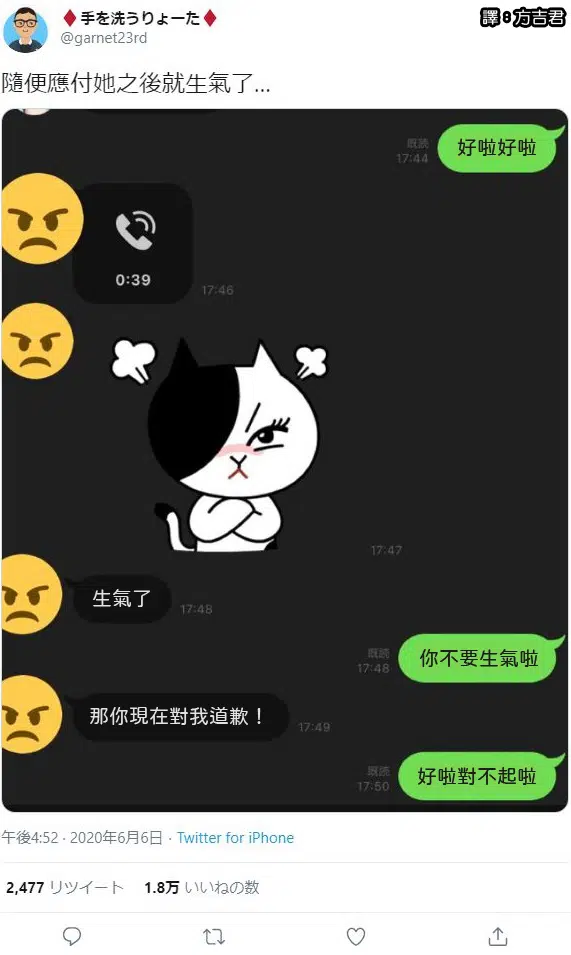 ♦手を洗うりょーた♦
譯:方吉君
@garnet23rd
隨便應付她之後就生氣了...
既読
17:44
好啦好啦
0:39
17:46
17:47
生氣了
17:48
既読
17:48
你不要生氣啦
那你現在對我道歉！
17:49
既読
17:50
好啦對不起啦
午後4:52 · 2020年6月6日 · Twitter for iPhone
2,477 リツイート 1.8万 いいねの数